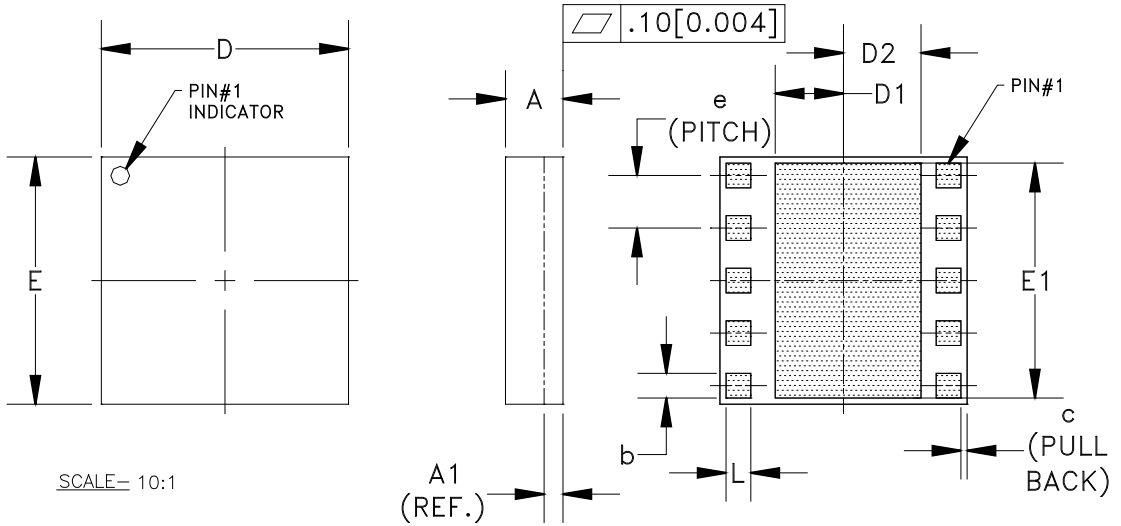 D
PIN#1
INDICATOR
E
SCALE– 10:1
.10[0.004]
A
A1
(REF.)
D2
D1
e
(PITCH)
PIN#1
E1
b
L
c
(PULL
BACK)